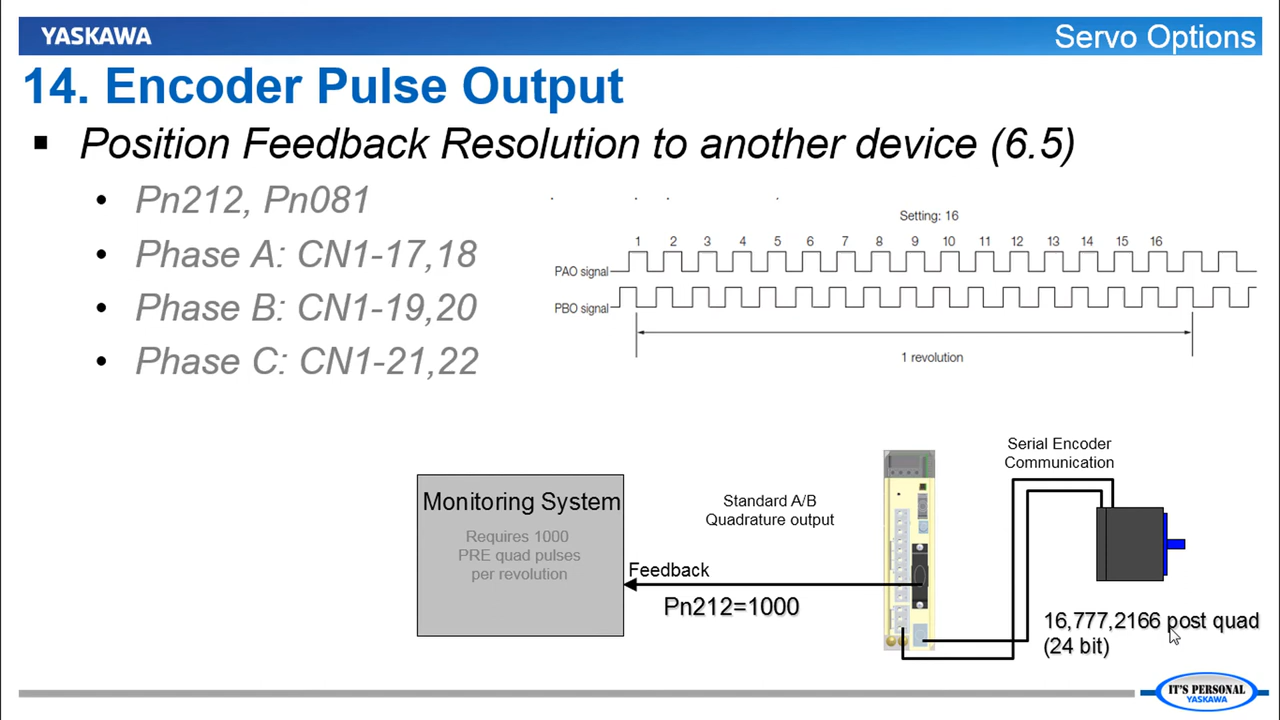 YASKAWA
Servo Options
14. Encoder Pulse Output
Position Feedback Resolution to another device (6.5)
Pn212, Pn081
Phase A: CN1-17,18
Phase B: CN1-19,20
Phase C: CN1-21,22
Setting: 16
1 2 3 4 5 6 7 8 9 10 11 12 13 14 15 16
PAO signal
PBO signal
1 revolution
Monitoring System
Requires 1000
PRE quad pulses
per revolution
Standard A/B
Quadrature output
Feedback
Pn212=1000
Serial Encoder
Communication
16,777,2166 post quad
(24 bit)
IT'S PERSONAL
YASKAWA